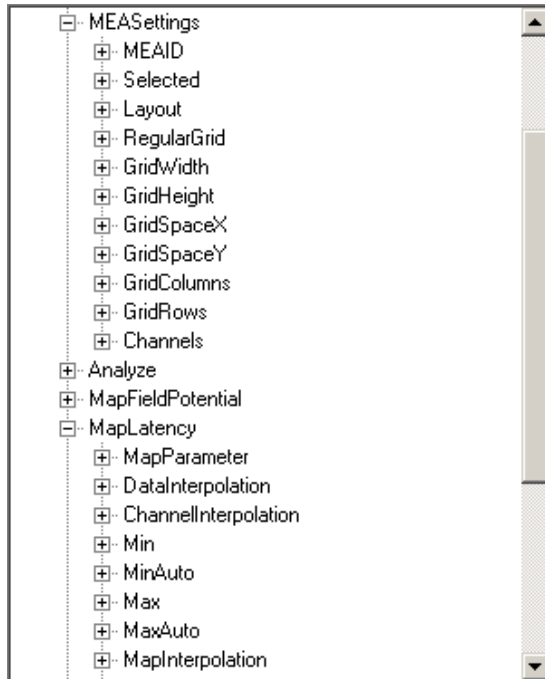 MEASettings
MEAID
Selected
Layout
RegularGrid
GridWidth
GridHeight
GridSpaceX
GridSpaceY
GridColumns
GridRows
Channels
Analyze
MapFieldPotential
MapLatency
MapParameter
DataInterpolation
ChannelInterpolation
Min
MinAuto
Max
MaxAuto
MapInterpolation